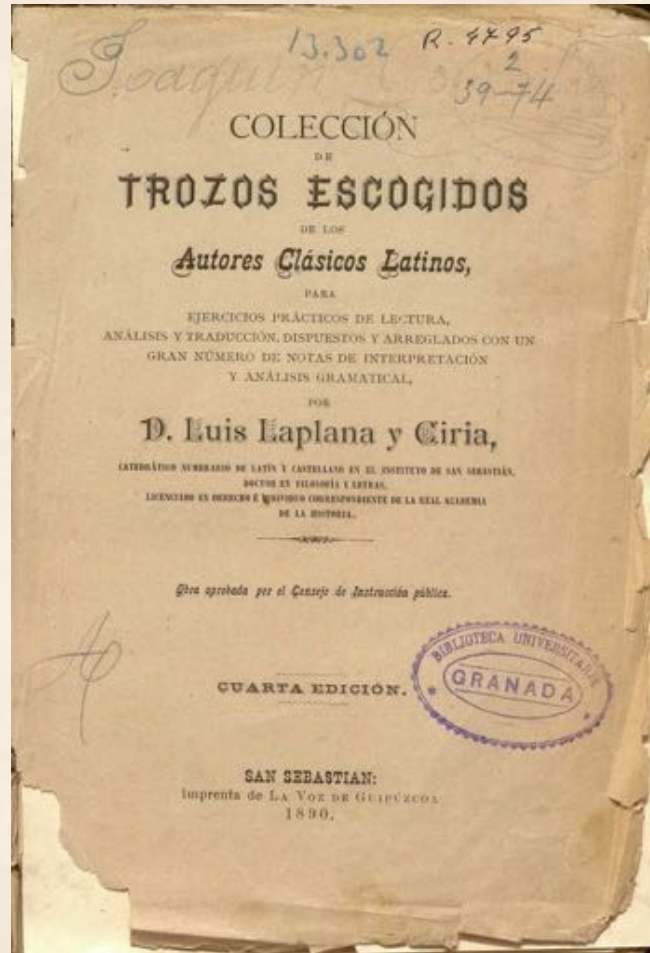 13.302 R. 4795
2
Joaquin
39-74
COLECCIÓN
DE
TROZOS ESCOGIDOS
DE LOS
Autores Clásicos Latinos,
PARA
EJERCICIOS PRÁCTICOS DE LECTURA,
ANÁLISIS Y TRADUCCIÓN, DISPUESTOS Y ARREGLADOS CON UN
GRAN NÚMERO DE NOTAS DE INTERPRETACIÓN
Y ANÁLISIS GRAMATICAL,
POR
D. Luis Laplana y Ciria,
CATEDRÁTICO NUMERARIO DE LATÍN Y CASTELLANO EN EL INSTITUTO DE SAN SEBASTIÁN,
DOCTOR EN FILOSOFÍA Y LETRAS,
LICENCIADO EN DERECHO É INDIVIDUO CORRESPONDIENTE DE LA REAL ACADEMIA
DE LA HISTORIA.
Obra aprobada per el Consejo de Instrucción pública.
BIBLIOTECA UNIVERSITARIA
GRANADA
CUARTA EDICIÓN.
SAN SEBASTIAN:
Imprenta de LA VOZ DE GUIPÚZCOA
1890.